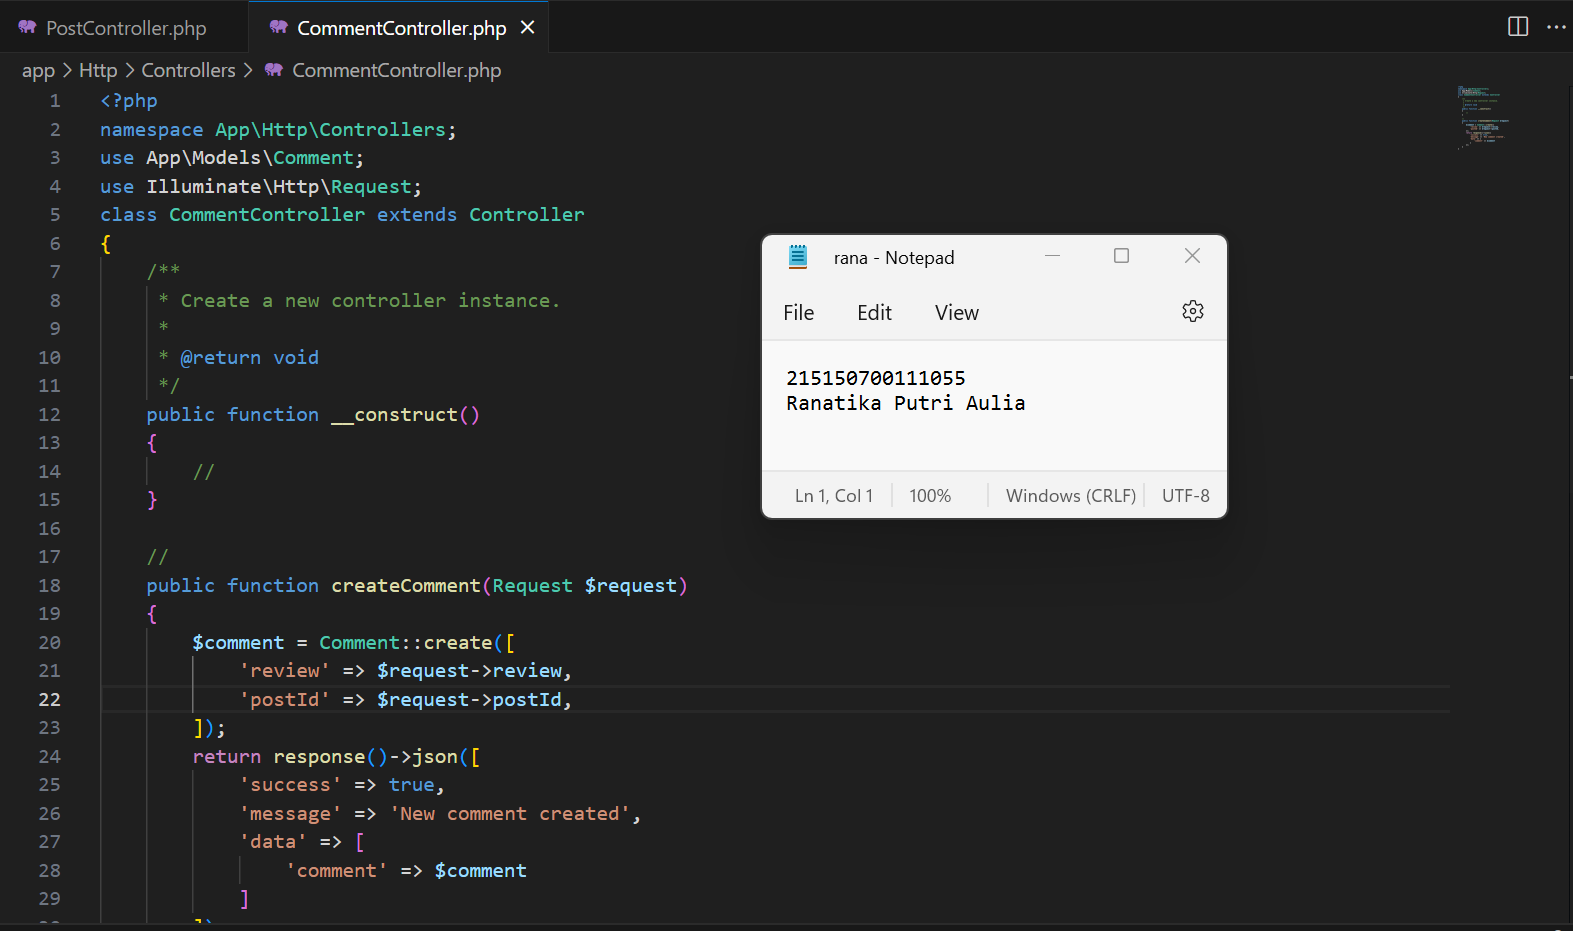 PostController.php
CommentController.php
app > Http > Controllers > CommentController.php
1 <?php
2 namespace App\Http\Controllers;
3 use App\Models\Comment;
4 use Illuminate\Http\Request;
5 class CommentController extends Controller
6 {
7 /**
8 * Create a new controller instance.
9 *
10 * @return void
11 */
12 public function __construct()
13 {
14 //
15 }
16
17 //
18 public function createComment(Request $request)
19 {
20 $comment = Comment::create([
21 'review' => $request->review,
22 'postId' => $request->postId,
23 ]);
24 return response()->json([
25 'success' => true,
26 'message' => 'New comment created',
27 'data' => [
28 'comment' => $comment
29 ]
rana - Notepad
File Edit View
215150700111055
Ranatika Putri Aulia
Ln 1, Col 1 100% Windows (CRLF) UTF-8